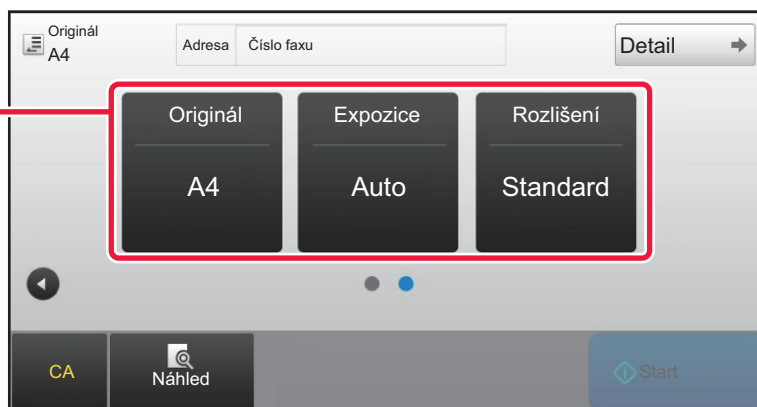 Originál
A4
Adresa
Číslo faxu
Detail
Originál
A4
Expozice
Auto
Rozlišení
Standard
CA
Náhled
Start